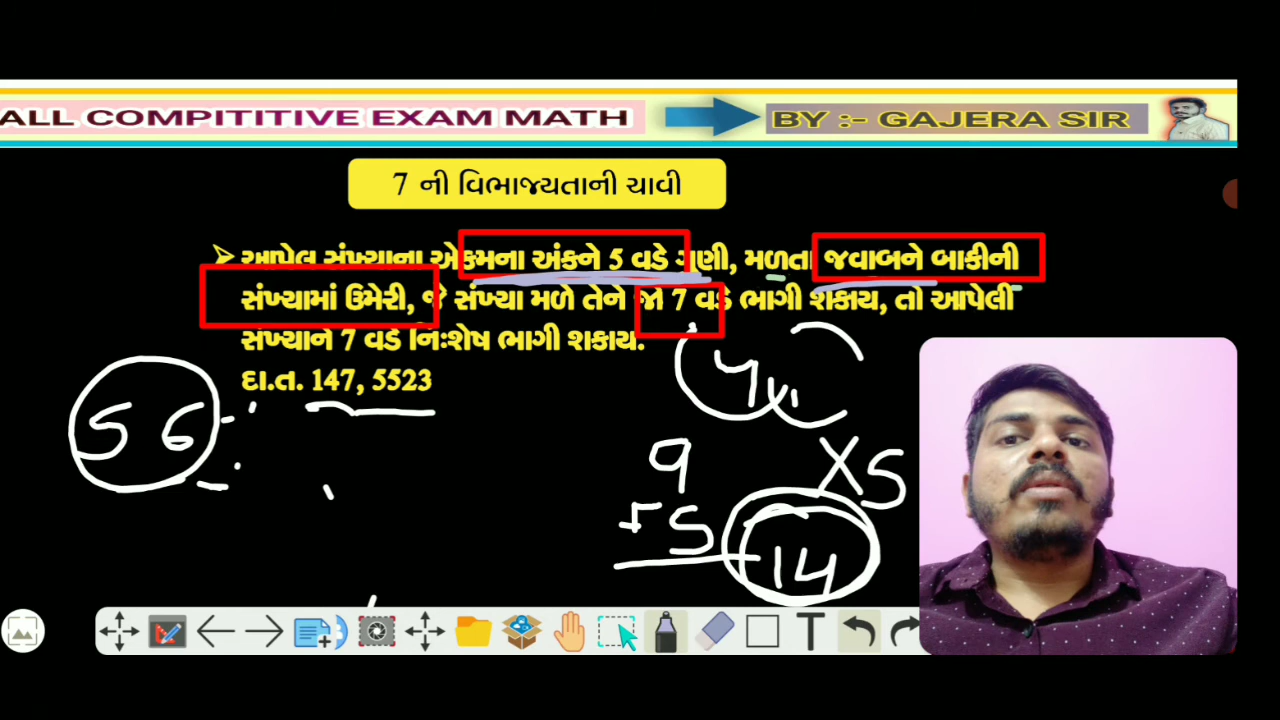 ALL COMPITITIVE EXAM MATH BY :- GAJERA SIR
7 ની વિભાજ્યતાની ચાવી
➢ આપેલ સંખ્યાના એકમના અંકને 5 વડે ગુણી, મળતા જવાબને બાકીની
સંખ્યામાં ઉમેરી, જે સંખ્યા મળે તેને જો 7 વડે ભાગી શકાય, તો આપેલી
સંખ્યાને 7 વડે નિઃશેષ ભાગી શકાય.
દા.ત. 147, 5523
56
9 X5
+5
14